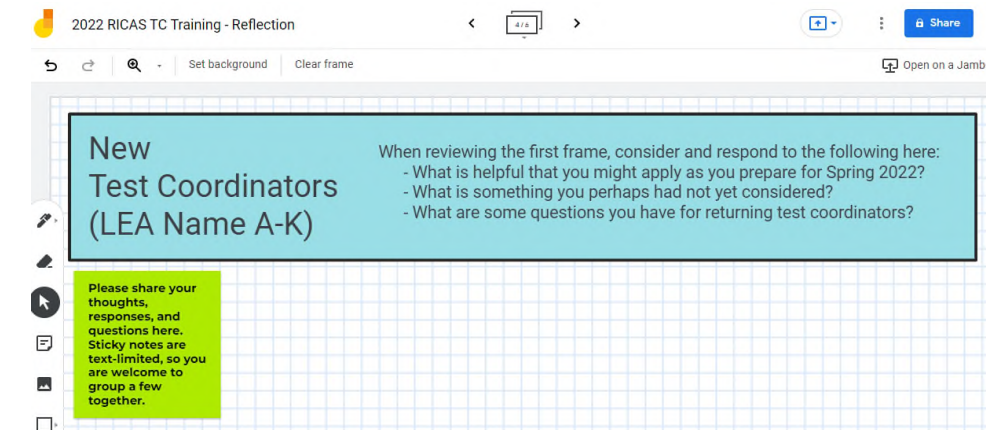 2022 RICAS TC Training - Reflection
4 / 6
Share
Set background
Clear frame
Open on a Jamb
New
Test Coordinators
(LEA Name A-K)
When reviewing the first frame, consider and respond to the following here:
- What is helpful that you might apply as you prepare for Spring 2022?
- What is something you perhaps had not yet considered?
- What are some questions you have for returning test coordinators?
Please share your
thoughts,
responses, and
questions here.
Sticky notes are
text-limited, so you
are welcome to
group a few
together.